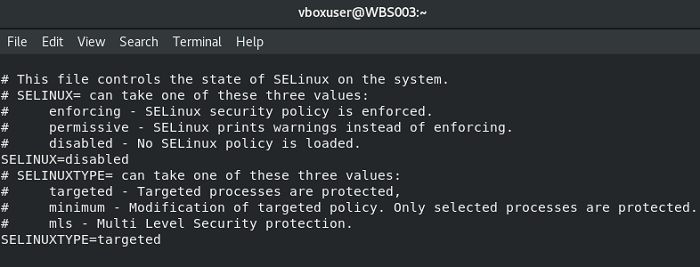 vboxuser@WBS003:~
File Edit View Search Terminal Help
# This file controls the state of SELinux on the system.
# SELINUX= can take one of these three values:
#     enforcing - SELinux security policy is enforced.
#     permissive - SELinux prints warnings instead of enforcing.
#     disabled - No SELinux policy is loaded.
SELINUX=disabled
# SELINUXTYPE= can take one of these three values:
#     targeted - Targeted processes are protected,
#     minimum - Modification of targeted policy. Only selected processes are protected.
#     mls - Multi Level Security protection.
SELINUXTYPE=targeted